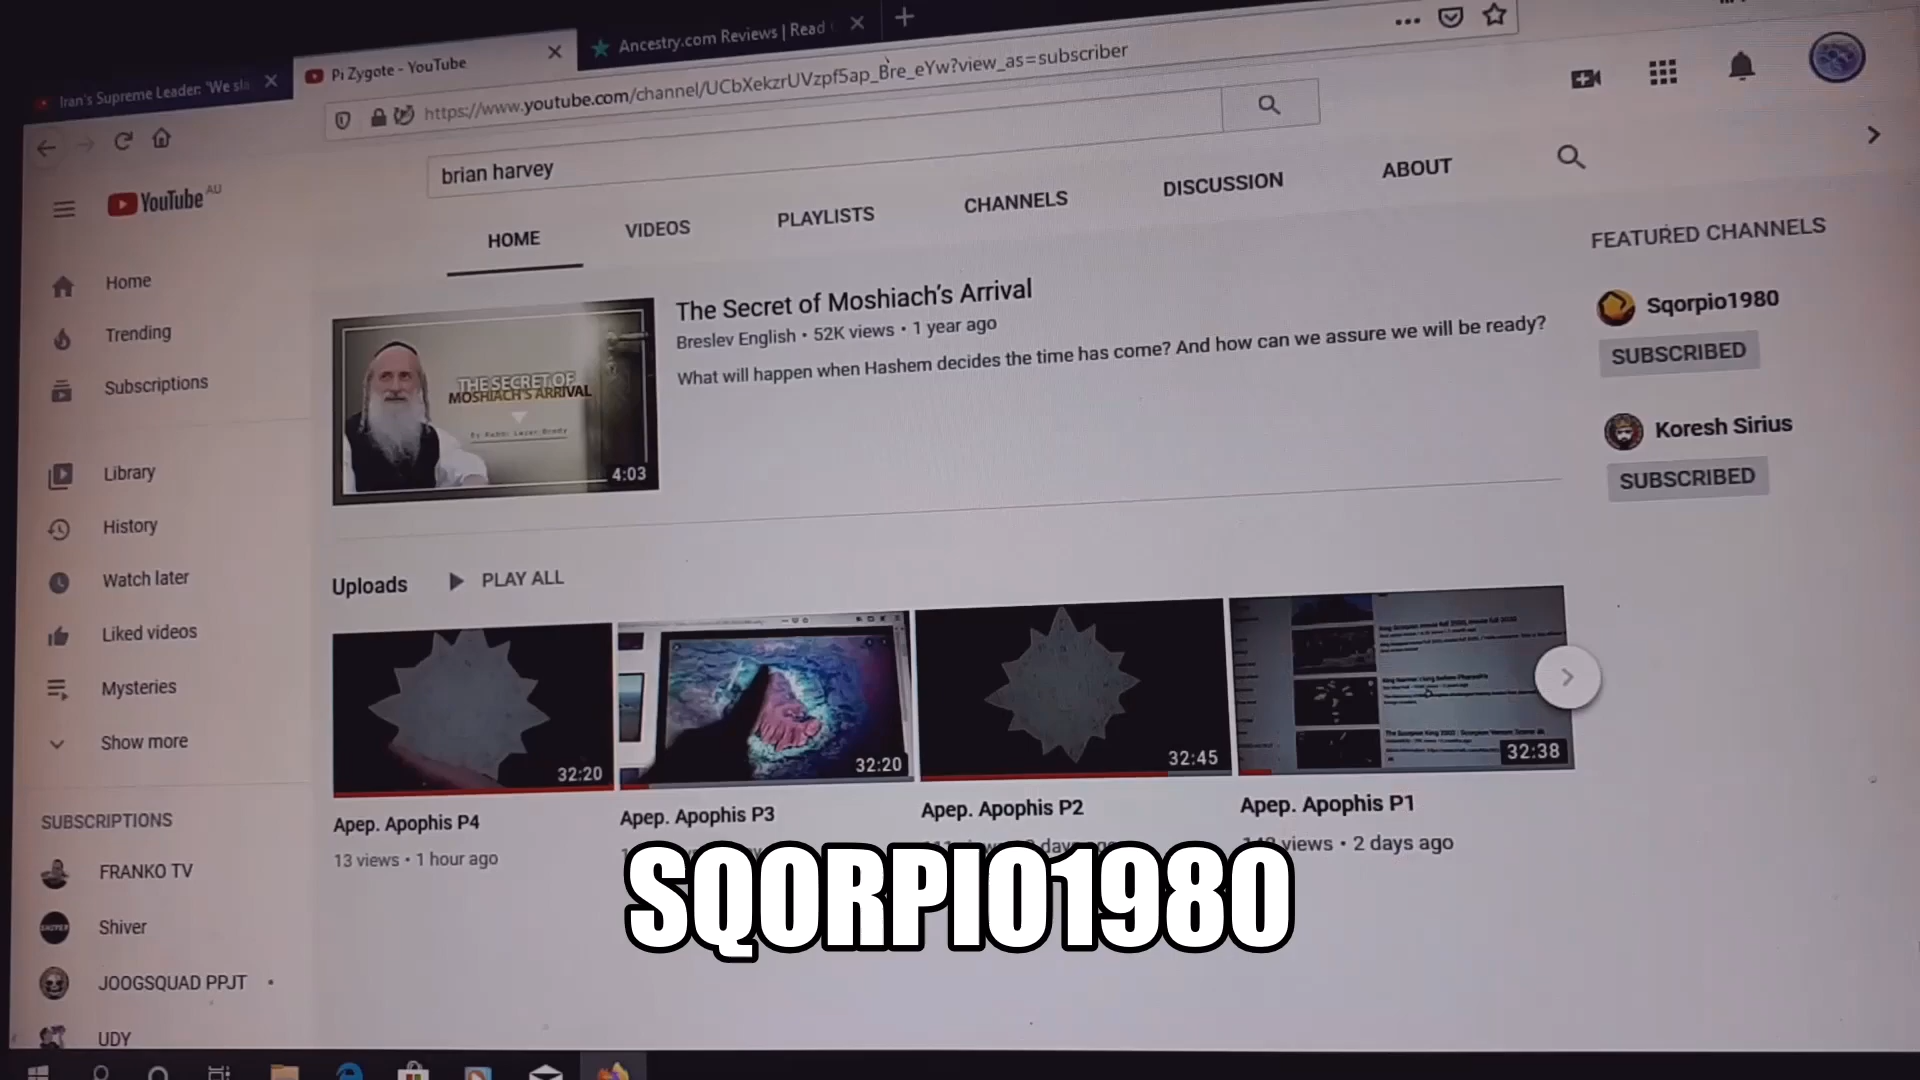 Iran's Supreme Leader: 'We sla
Pi Zygote - YouTube
Ancestry.com Reviews | Read
https://www.youtube.com/channel/UCbXekzrUVzpf5ap_Bre_eYw?view_as=subscriber
YouTube AU
brian harvey
HOME
VIDEOS
PLAYLISTS
CHANNELS
DISCUSSION
ABOUT
Home
Trending
Subscriptions
Library
History
Watch later
Liked videos
Mysteries
Show more
SUBSCRIPTIONS
FRANKO TV
Shiver
JOOGSQUAD PPJT
UDY
THE SECRET OF
MOSHIACH'S ARRIVAL
By Rabbi Lazer Brody
4:03
The Secret of Moshiach's Arrival
Breslev English • 52K views • 1 year ago
What will happen when Hashem decides the time has come? And how can we assure we will be ready?
FEATURED CHANNELS
Sqorpio1980
SUBSCRIBED
Koresh Sirius
SUBSCRIBED
Uploads
PLAY ALL
32:20
32:20
32:45
32:38
Apep. Apophis P4
13 views • 1 hour ago
Apep. Apophis P3
Apep. Apophis P2
Apep. Apophis P1
views • 2 days ago
SQORPIO1980